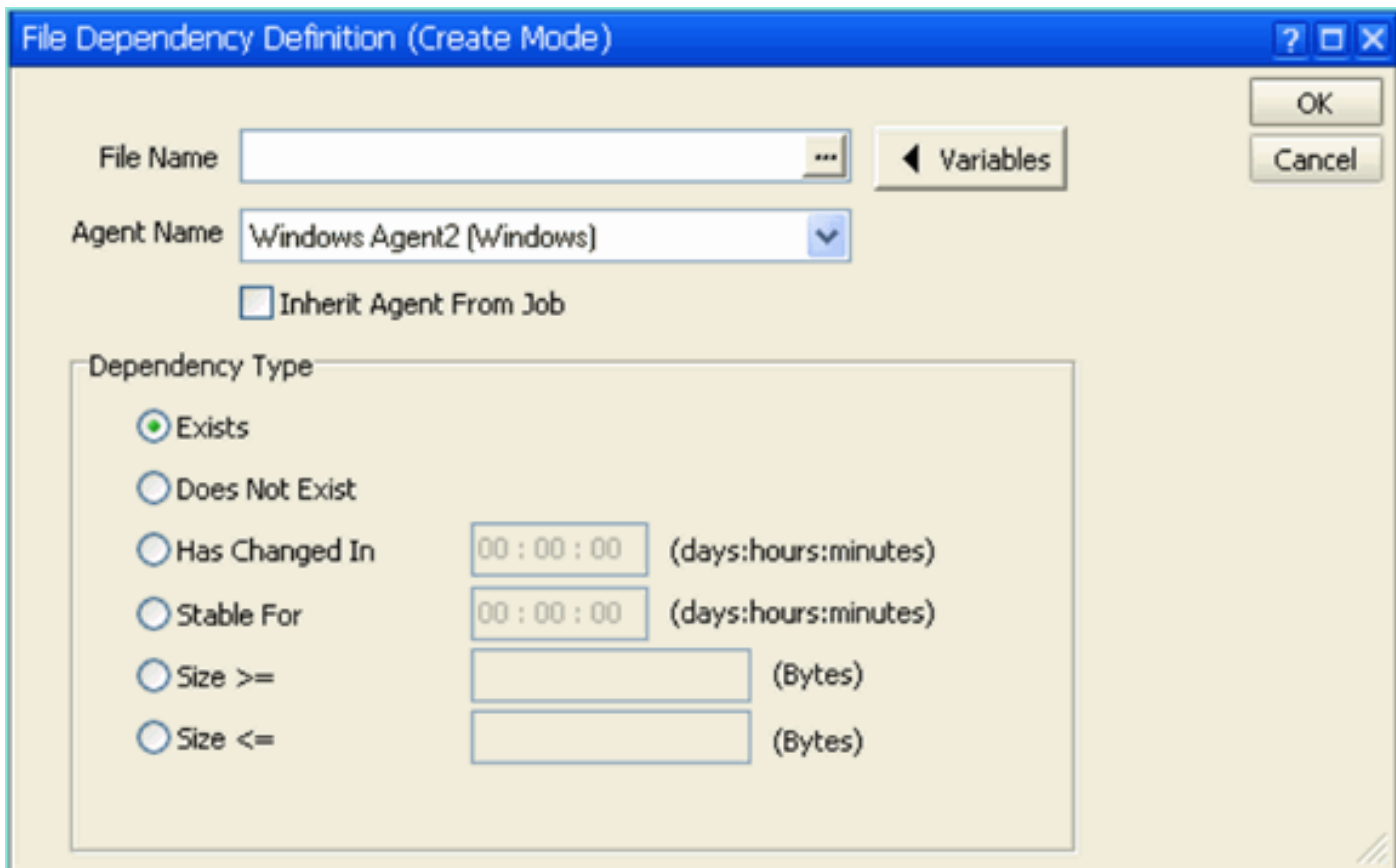 File Dependency Definition (Create Mode)
OK
File Name
...
Variables
Cancel
Agent Name
Windows Agent2 (Windows)
Inherit Agent From Job
Dependency Type
Exists
Does Not Exist
Has Changed In 00 : 00 : 00 (days:hours:minutes)
Stable For 00 : 00 : 00 (days:hours:minutes)
Size >= (Bytes)
Size <= (Bytes)